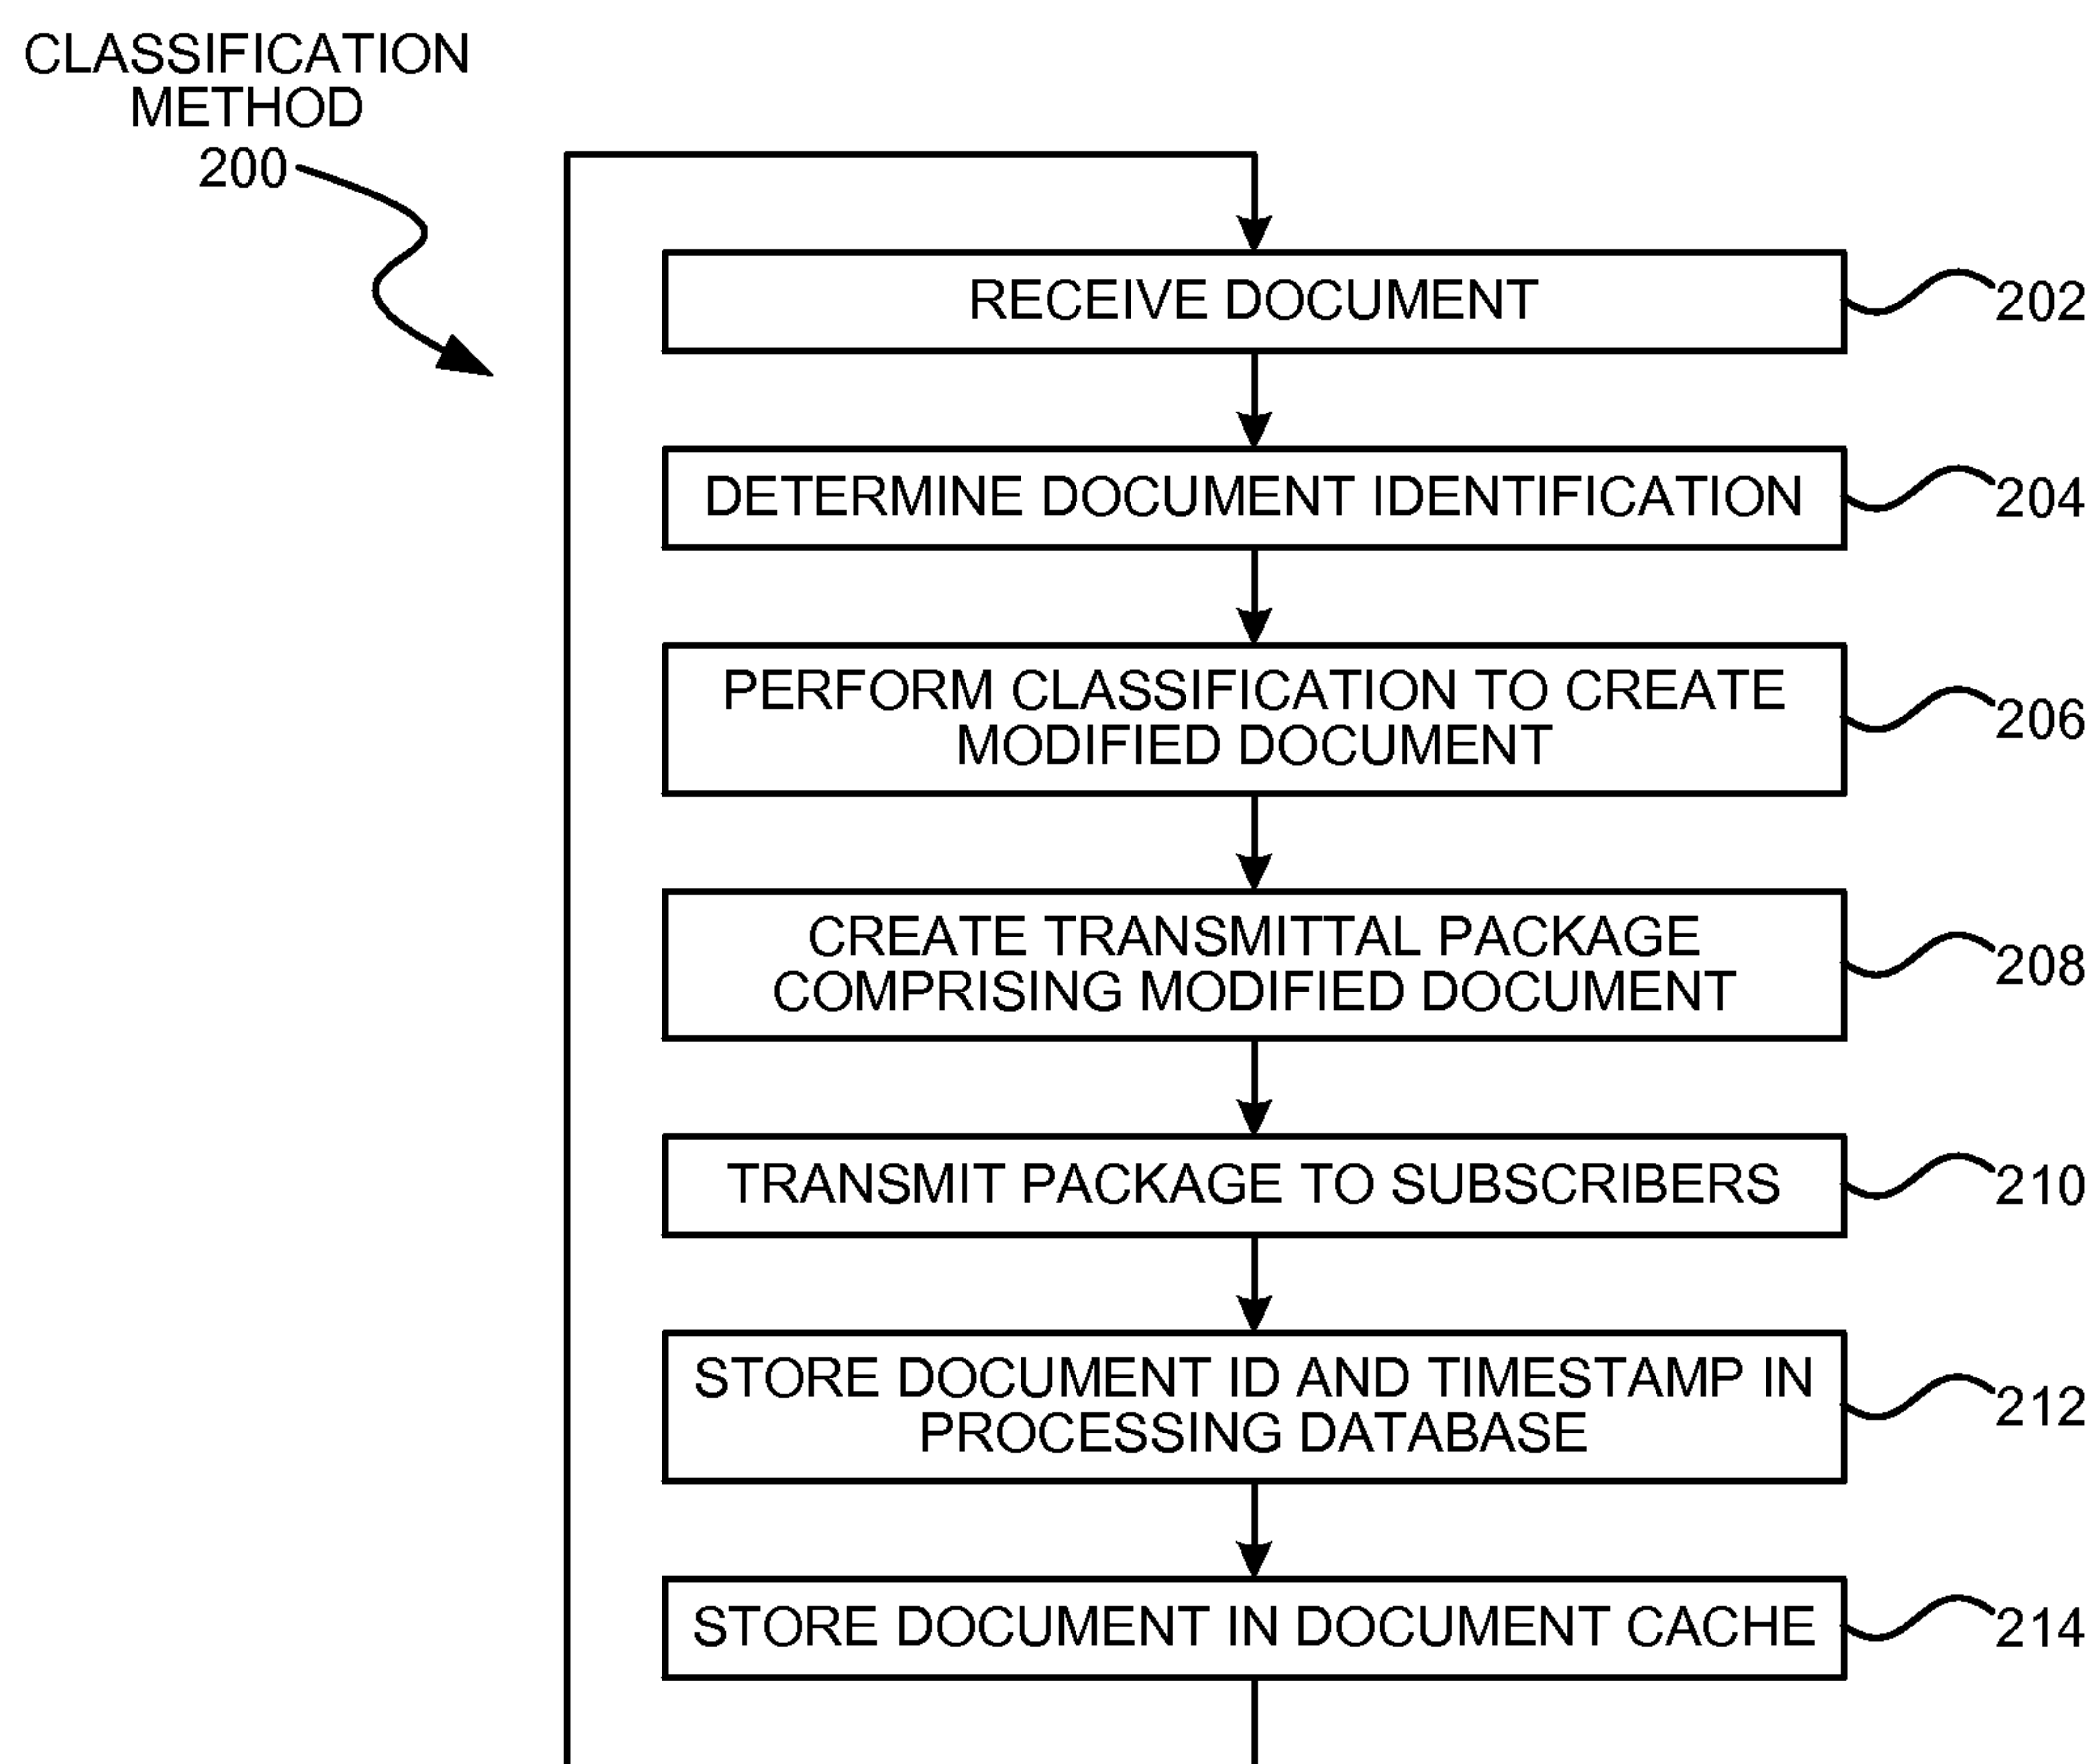 CLASSIFICATION
METHOD
200
RECEIVE DOCUMENT
202
DETERMINE DOCUMENT IDENTIFICATION
204
PERFORM CLASSIFICATION TO CREATE
MODIFIED DOCUMENT
206
CREATE TRANSMITTAL PACKAGE
COMPRISING MODIFIED DOCUMENT
208
TRANSMIT PACKAGE TO SUBSCRIBERS
210
STORE DOCUMENT ID AND TIMESTAMP IN
PROCESSING DATABASE
212
STORE DOCUMENT IN DOCUMENT CACHE
214